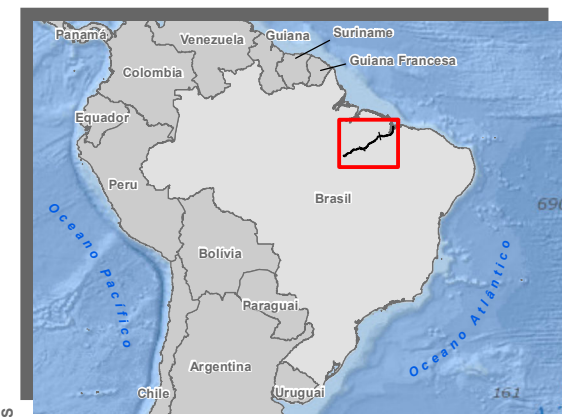 Panamá
Venezuela
Guiana
Suriname
Guiana Francesa
Colombia
Equador
Peru
Brasil
696
Oceano Pacífico
Bolívia
Oceano Atlântico
Paraguai
Argentina
Chile
Uruguai
161
s